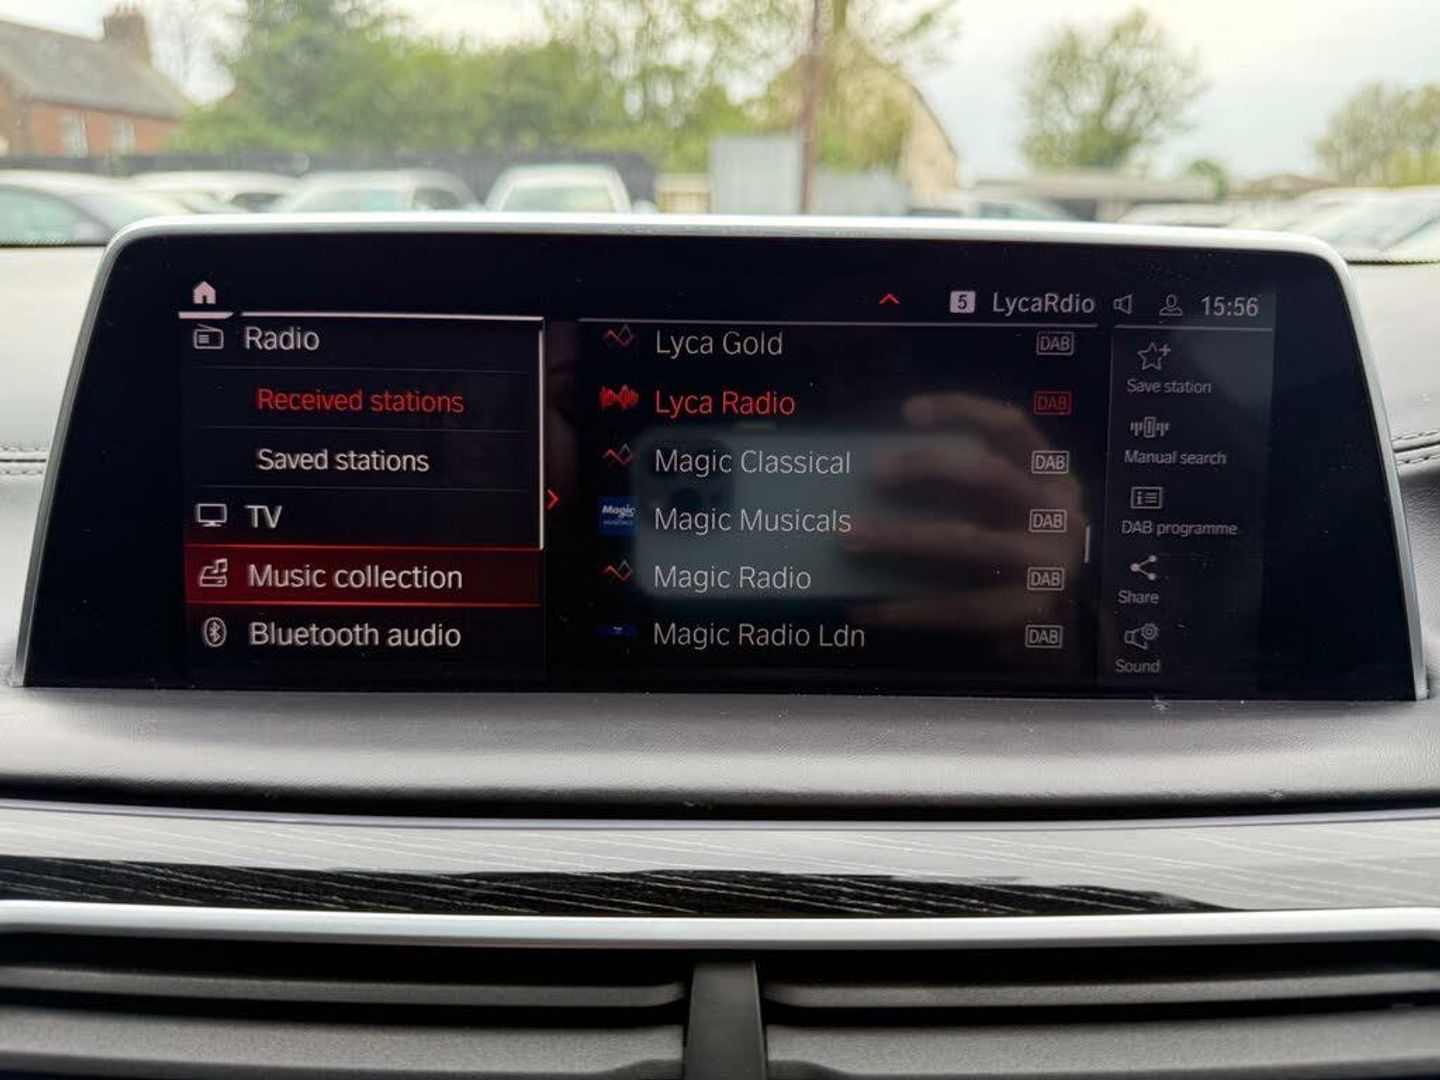 5 LycaRdio 15:56
Radio
Received stations
Saved stations
TV
Music collection
Bluetooth audio
Lyca Gold DAB
Lyca Radio DAB
Magic Classical DAB
Magic
Magic Musicals DAB
Magic Radio DAB
Magic Radio Ldn DAB
Save station
Manual search
DAB programme
Share
Sound